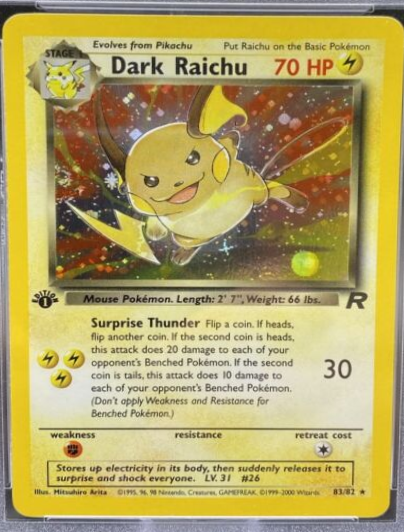 STAGE 1
Evolves from Pikachu
Put Raichu on the Basic Pokémon
Dark Raichu 70 HP
EDITION
1
Mouse Pokémon. Length: 2' 7", Weight: 66 lbs.
R
Surprise Thunder Flip a coin. If heads,
flip another coin. If the second coin is heads,
this attack does 20 damage to each of your
opponent's Benched Pokémon. If the second
coin is tails, this attack does 10 damage to
each of your opponent's Benched Pokémon.
(Don't apply Weakness and Resistance for
Benched Pokémon.)
30
weakness resistance retreat cost
Stores up electricity in its body, then suddenly releases it to
surprise and shock everyone. LV. 31 #26
Illus. Mitsuhiro Arita ©1995, 96, 98 Nintendo, Creatures, GAMEFREAK. ©1999-2000 Wizards. 83/82 ★